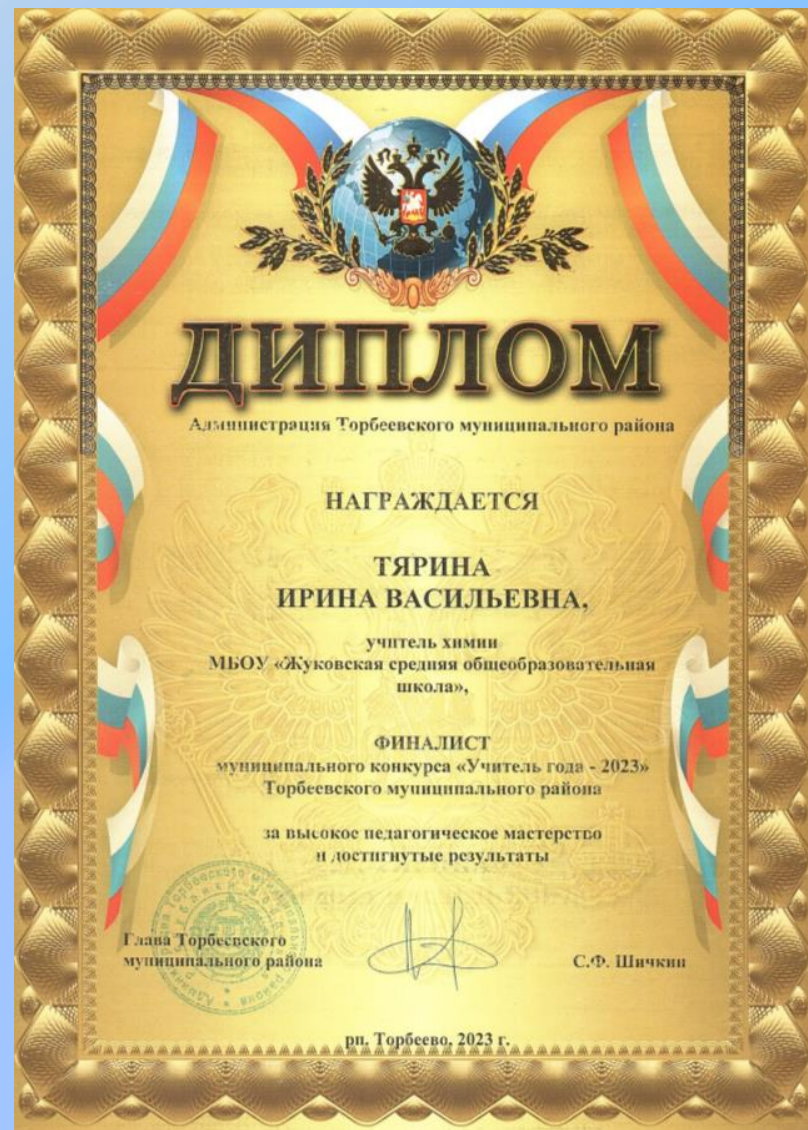 ДИПЛОМ
Администрация Торбеевского муниципального района
НАГРАЖДАЕТСЯ
ТЯРИНА
ИРИНА ВАСИЛЬЕВНА,
учитель химии
МБОУ «Жуковская средняя общеобразовательная
школа»,
ФИНАЛИСТ
муниципального конкурса «Учитель года - 2023»
Торбеевского муниципального района
за высокое педагогическое мастерство
и достигнутые результаты
Глава Торбеевского
муниципального района
С.Ф. Шичкин
рп. Торбеево, 2023 г.